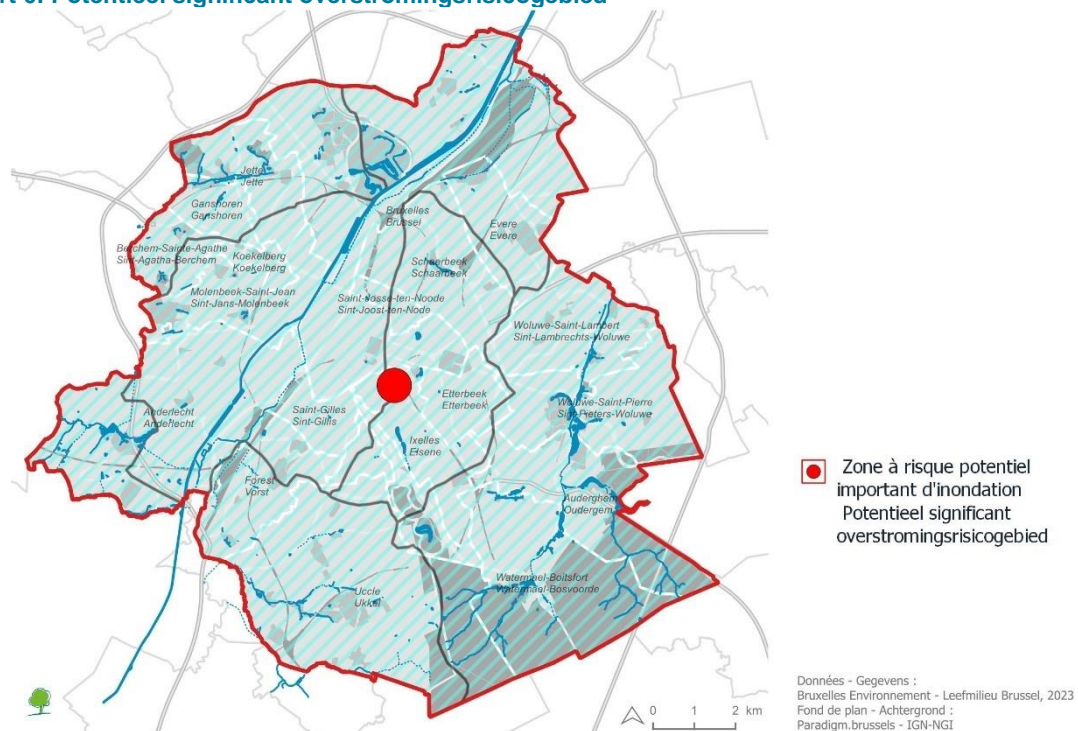 Potentieel significant overstromingsrisicogebied
Jette
Jette
Ganshoren
Ganshoren
Bruxelles
Brussel
Evere
Evere
Berchem-Sainte-Agathe
Sint-Agatha-Berchem
Koekelberg
Koekelberg
Schaerbeek
Schaarbeek
Molenbeek-Saint-Jean
Sint-Jans-Molenbeek
Saint-Josse-ten-Noode
Sint-Joost-ten-Node
Woluwe-Saint-Lambert
Sint-Lambrechts-Woluwe
Etterbeek
Etterbeek
Woluwe-Saint-Pierre
Sint-Pieters-Woluwe
Anderlecht
Anderlecht
Saint-Gilles
Sint-Gillis
Ixelles
Elsene
Forest
Vorst
Auderghem
Oudergem
Watermael-Boitsfort
Watermael-Bosvoorde
Uccle
Ukkel
Zone à risque potentiel
important d'inondation
Potentieel significant
overstromingsrisicogebied
0 1 2 km
Données - Gegevens :
Bruxelles Environnement - Leefmilieu Brussel, 2023
Fond de plan - Achtergrond :
Paradigm.brussels - IGN-NGI